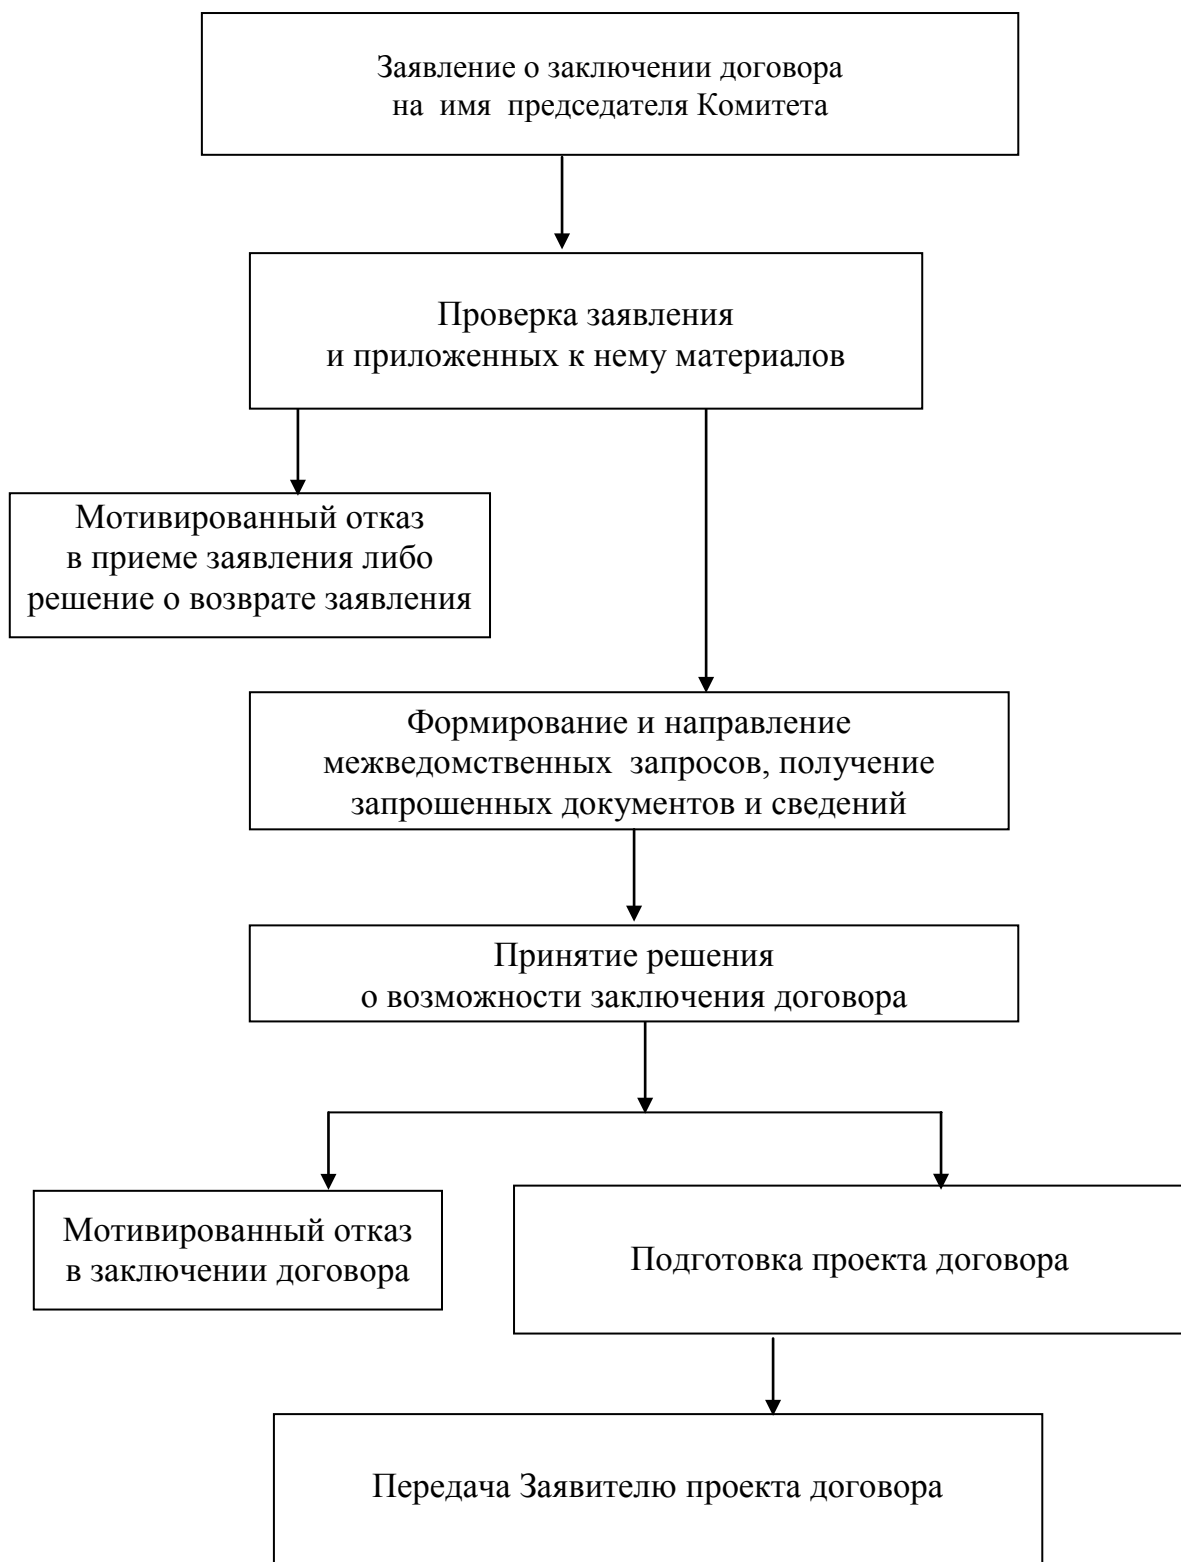 Заявление о заключении договора
на имя председателя Комитета
Проверка заявления
и приложенных к нему материалов
Мотивированный отказ
в приеме заявления либо
решение о возврате заявления
Формирование и направление
межведомственных запросов, получение
запрошенных документов и сведений
Принятие решения
о возможности заключения договора
Мотивированный отказ
в заключении договора
Подготовка проекта договора
Передача Заявителю проекта договора